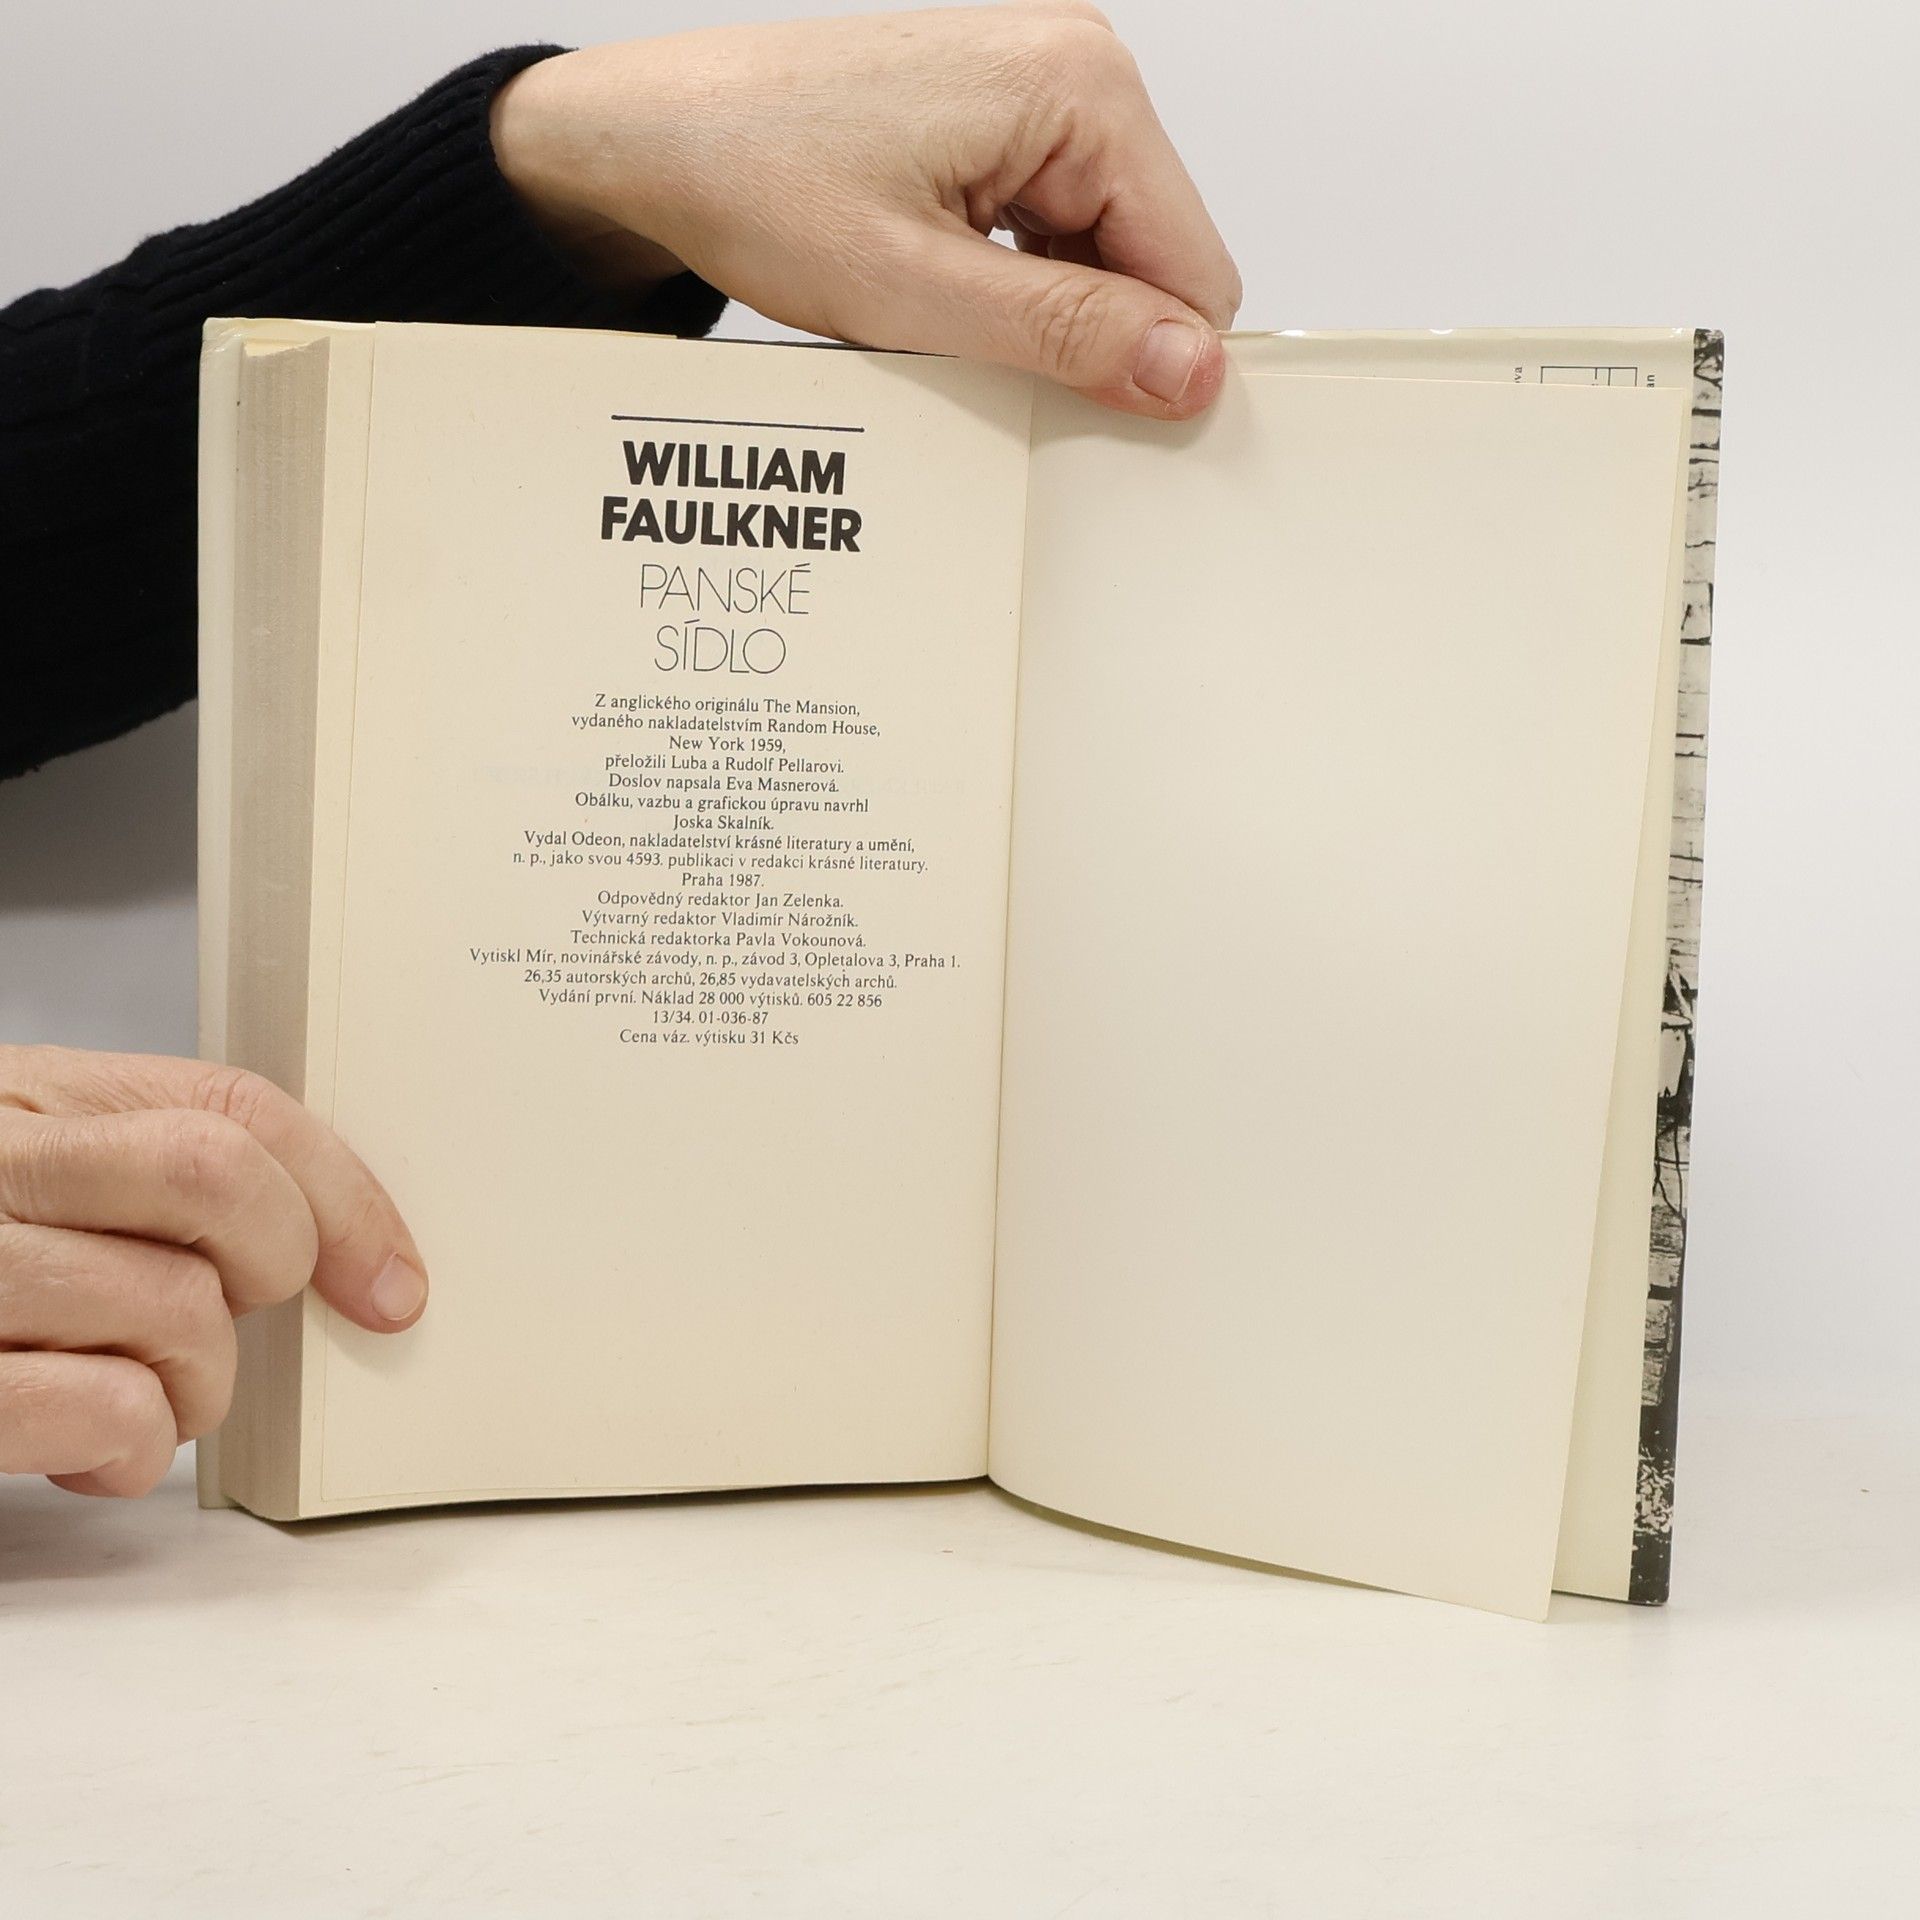 WILLIAM
FAULKNER
PANSKÉ
SÍDLO
Z anglického originálu The Mansion,
vydaného nakladatelstvím Random House,
New York 1959,
přeložili Luba a Rudolf Pellarovi.
Doslov napsala Eva Masnerová.
Obálku, vazbu a grafickou úpravu navrhl
Joska Skalník.
Vydal Odeon, nakladatelství krásné literatury a umění,
n. p., jako svou 4593. publikaci v redakci krásné literatury.
Praha 1987.
Odpovědný redaktor Jan Zelenka.
Výtvarný redaktor Vladimír Nárožník.
Technická redaktorka Pavla Vokounová.
Vytiskl Mír, novinářské závody, n. p., závod 3, Opletalova 3, Praha 1.
26,35 autorských archů, 26,85 vydavatelských archů.
Vydání první. Náklad 28 000 výtisků. 605 22 856
13/34. 01-036-87
Cena váz. výtisku 31 Kčs